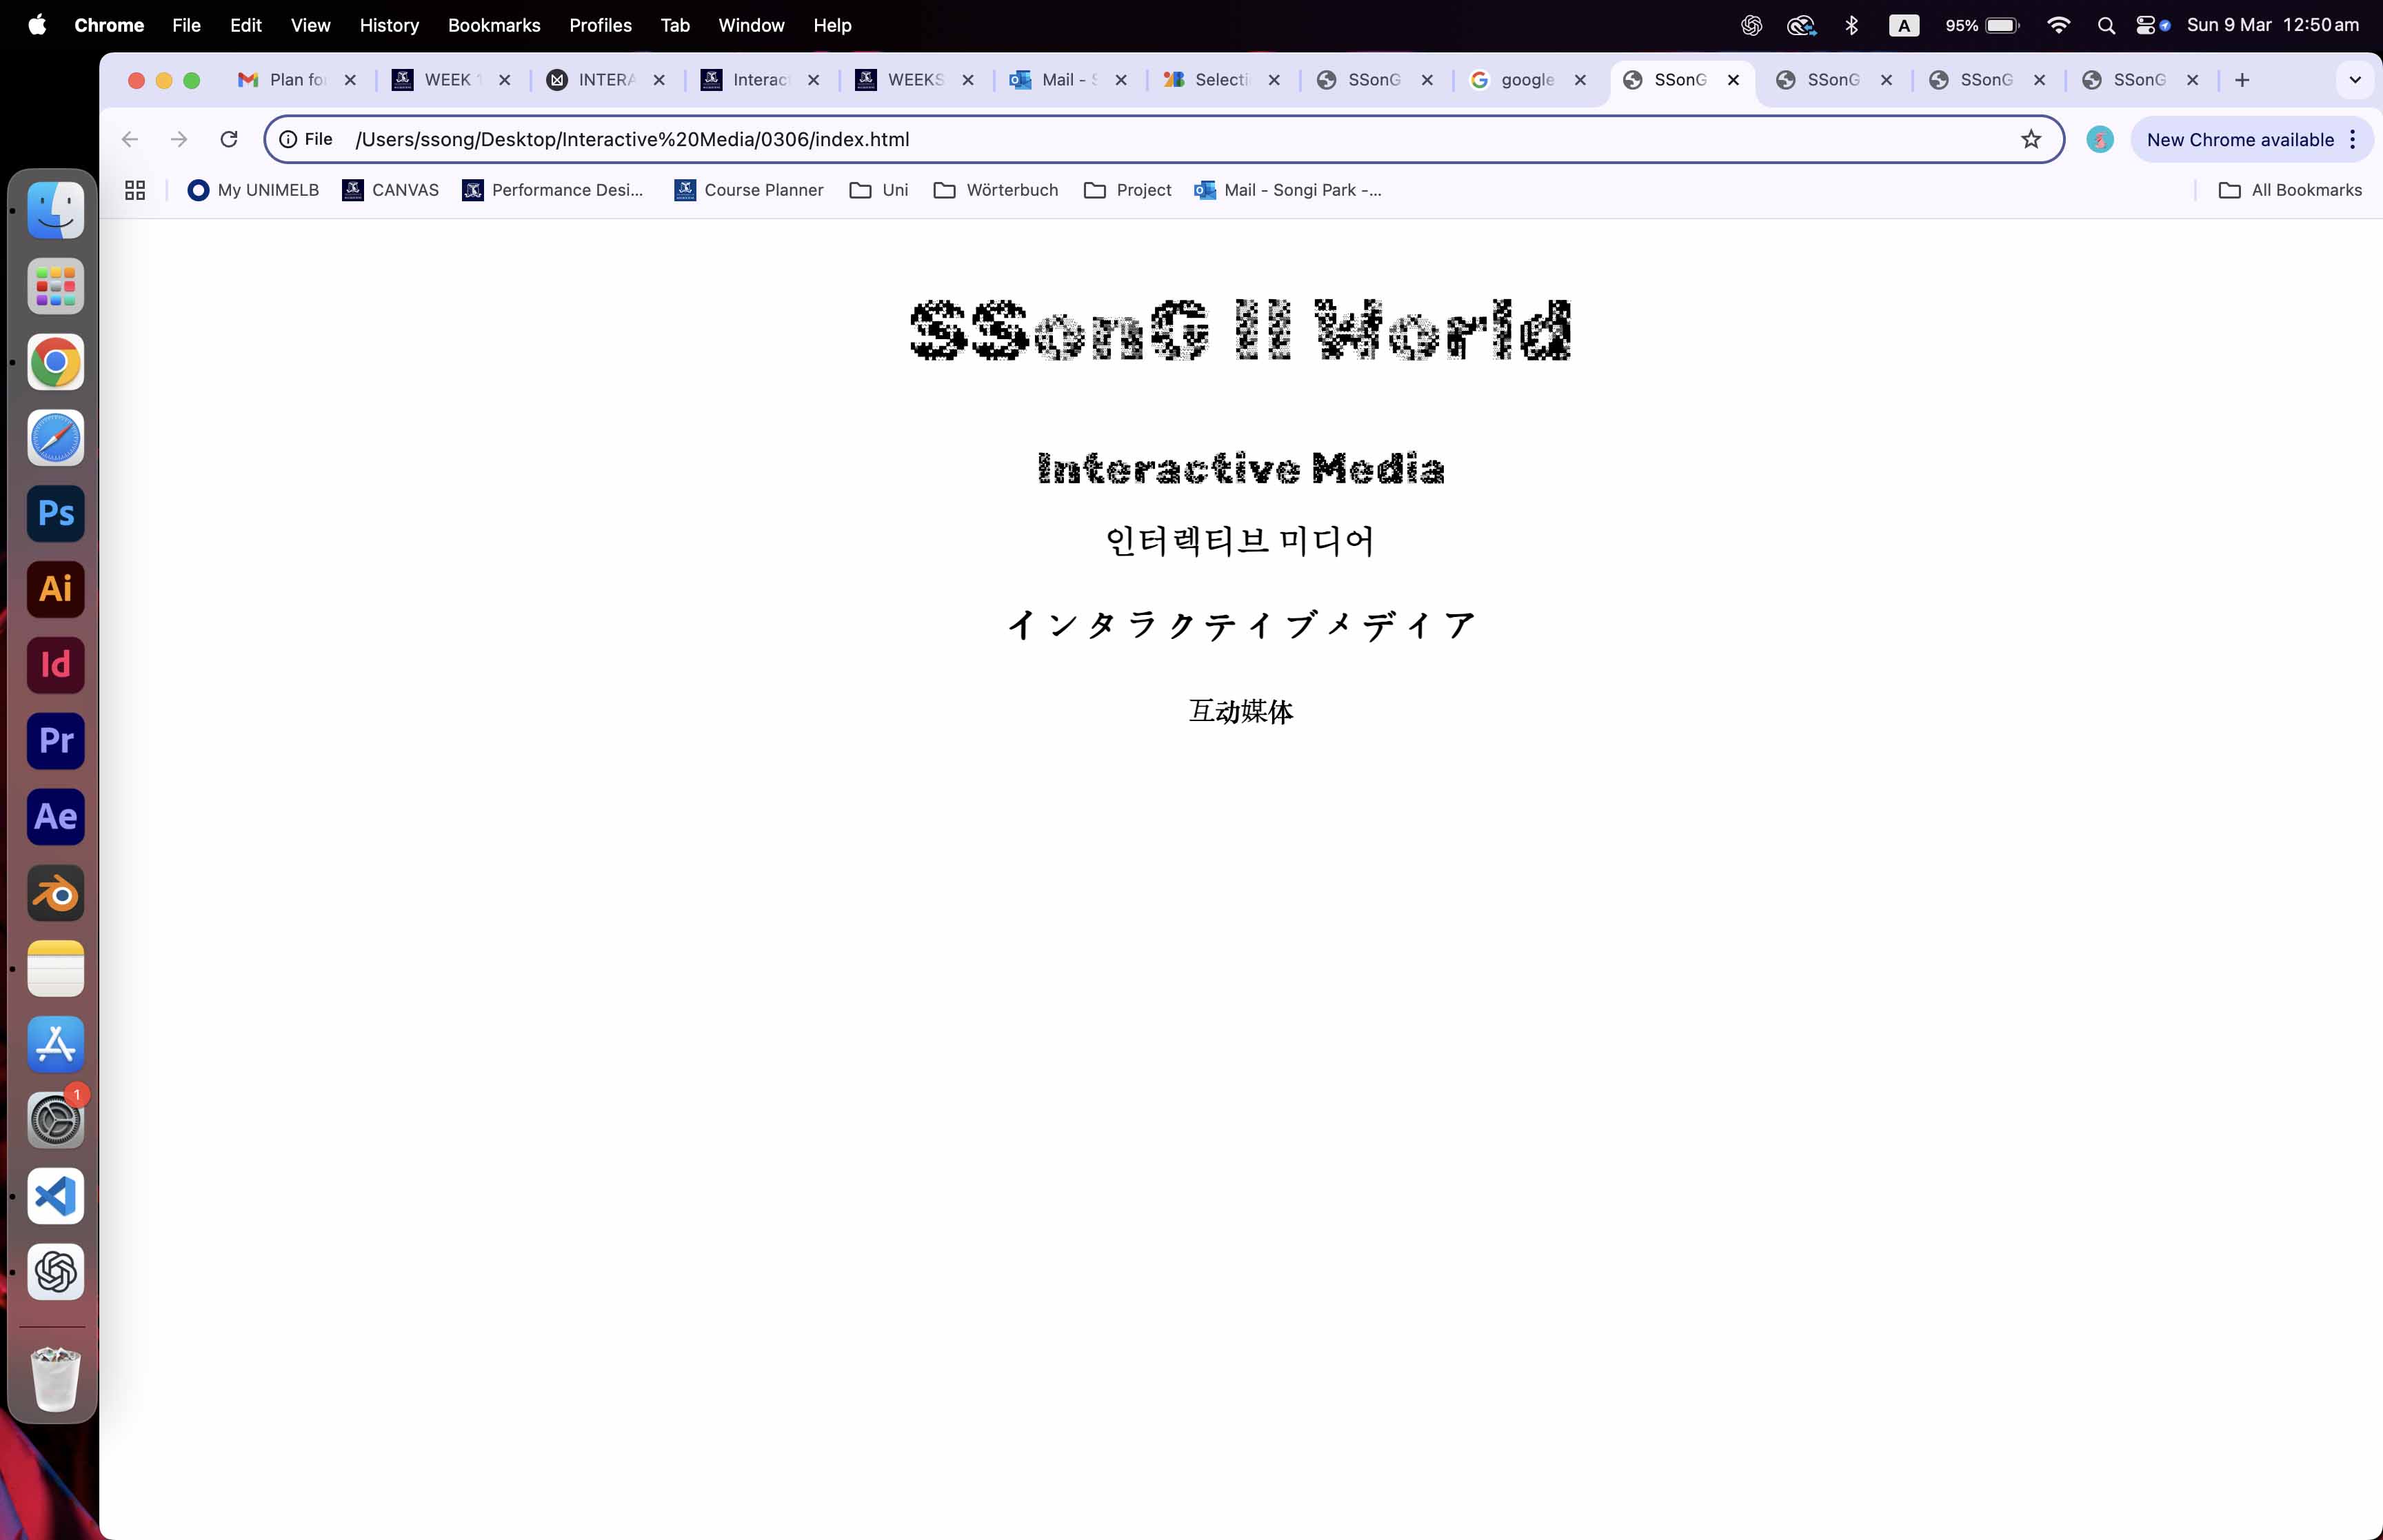 Chrome File Edit View History Bookmarks Profiles Tab Window Help A 95% Sun 9 Mar 12:50 am
Plan fo WEEK INTERA Interac WEEKS Mail - Selecti SSonG google SSonG SSonG SSonG SSonG
File /Users/ssong/Desktop/Interactive%20Media/0306/index.html New Chrome available
My UNIMELB CANVAS Performance Desi... Course Planner Uni Wörterbuch Project Mail - Songi Park -... All Bookmarks
SSonG ll World
Interactive Media
인터렉티브 미디어
インタラクティブメディア
互动媒体
Ps
Ai
Id
Pr
Ae
1